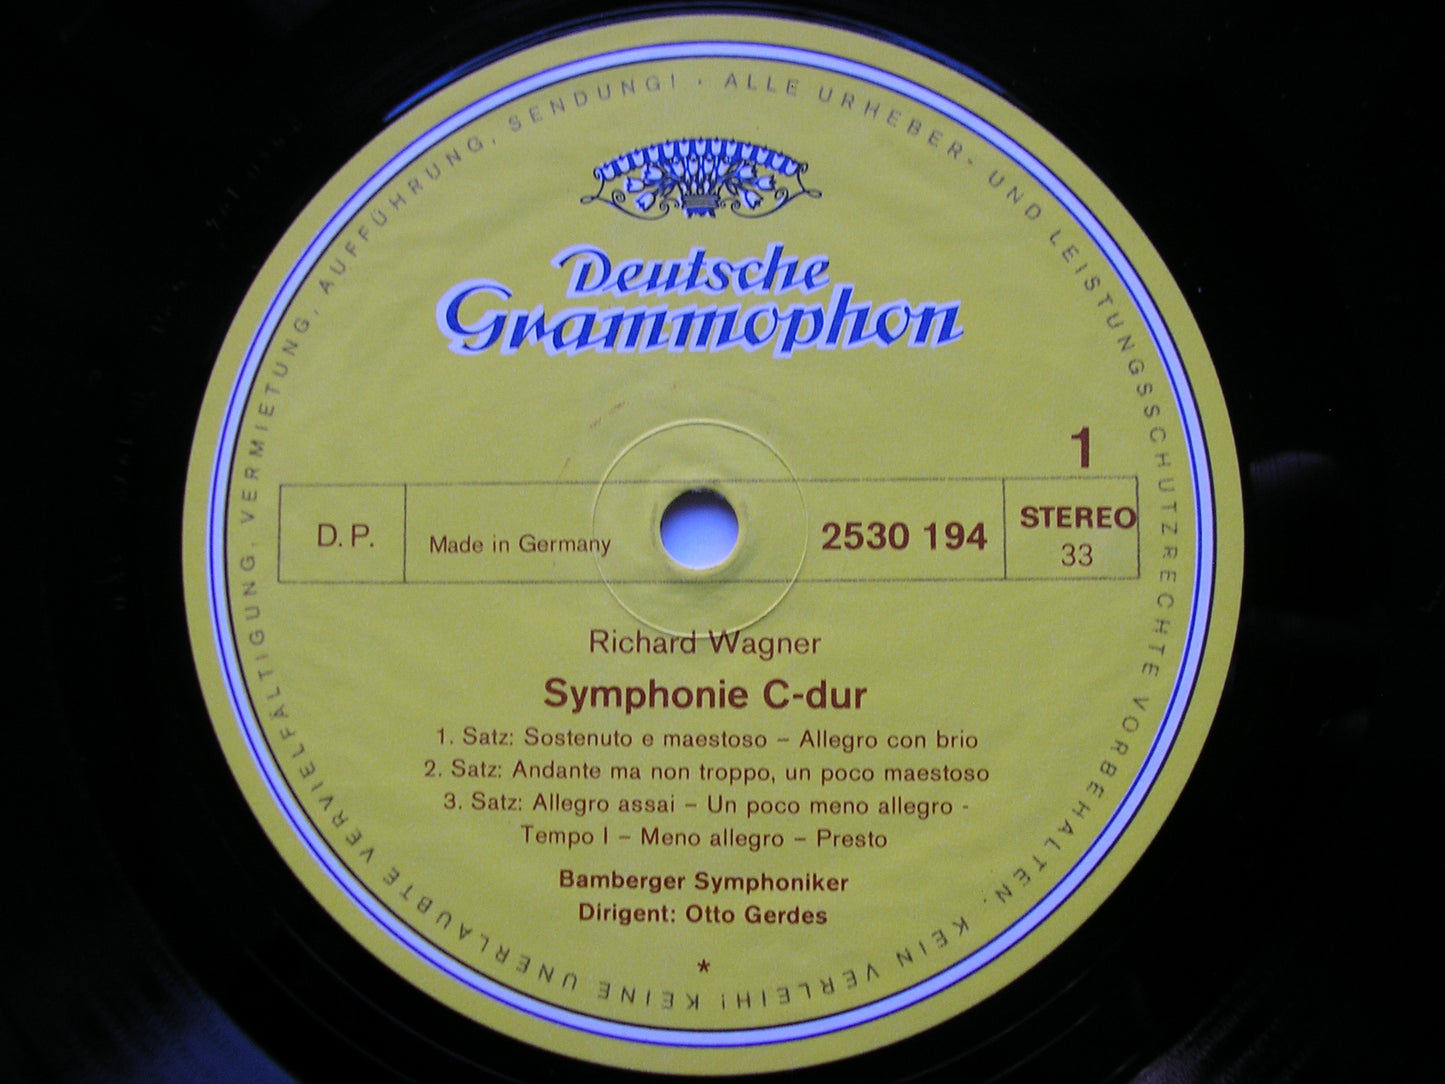 Deutsche
Grammophon
1
D. P.
Made in Germany
2530 194
STEREO
33
Richard Wagner
Symphonie C-dur
1. Satz: Sostenuto e maestoso – Allegro con brio
2. Satz: Andante ma non troppo, un poco maestoso
3. Satz: Allegro assai – Un poco meno allegro -
Tempo I – Meno allegro – Presto
Bamberger Symphoniker
Dirigent: Otto Gerdes
*
ALLE URHEBER- UND LEISTUNGSSCHUTZRECHTE VORBEHALTEN. KEIN VERLEIH! KEINE UNERLAUBTE VERVIELFÄLTIGUNG, VERMIETUNG, AUFFÜHRUNG, SENDUNG! ·